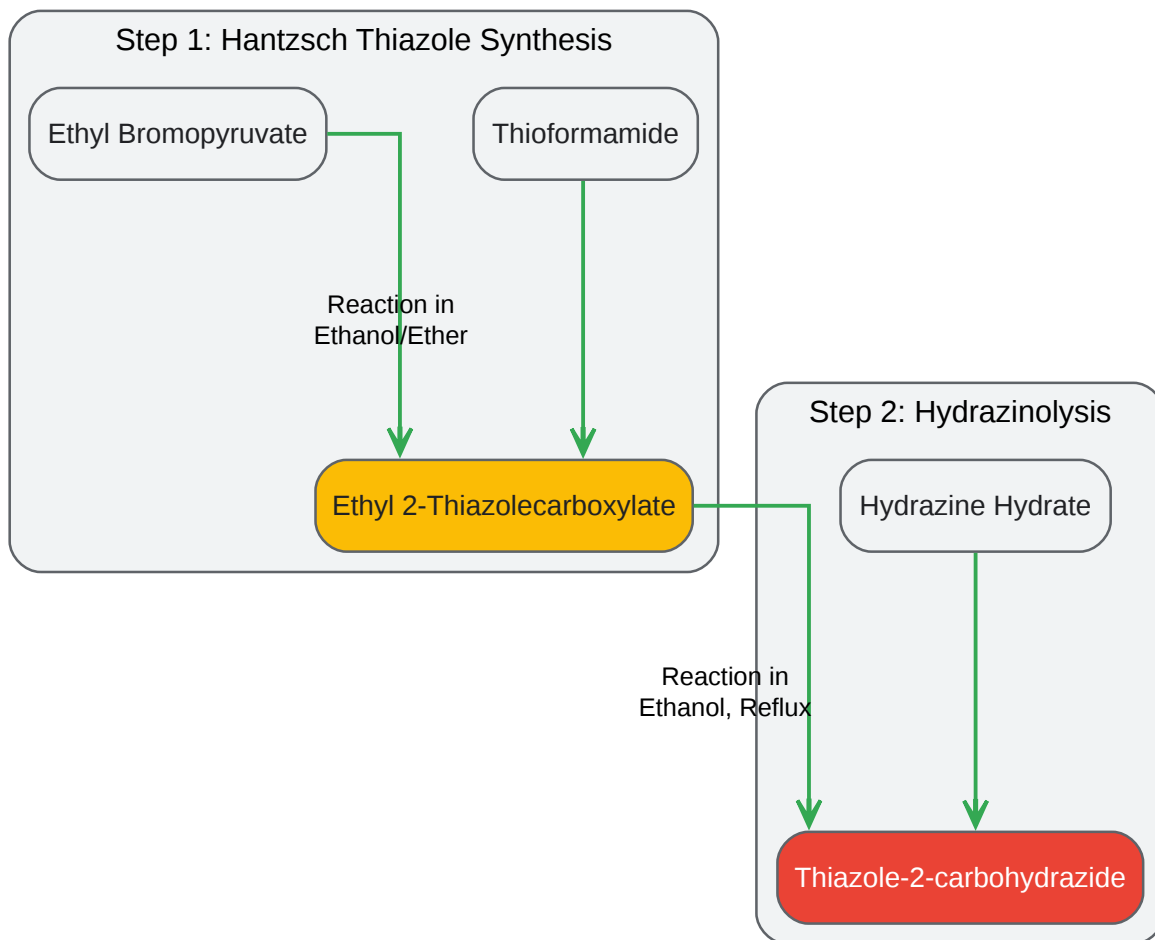 Step 1: Hantzsch Thiazole Synthesis
Ethyl Bromopyruvate
Thioformamide
Reaction in
Ethanol/Ether
Ethyl 2-Thiazolecarboxylate
Step 2: Hydrazinolysis
Hydrazine Hydrate
Reaction in
Ethanol, Reflux
Thiazole-2-carbohydrazide